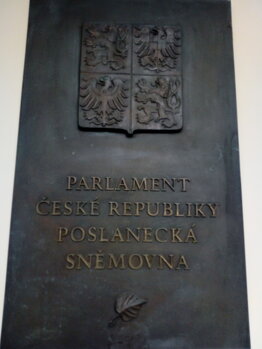 PARLAMENT
ČESKÉ REPUBLIKY
POSLANECKÁ
SNĚMOVNA